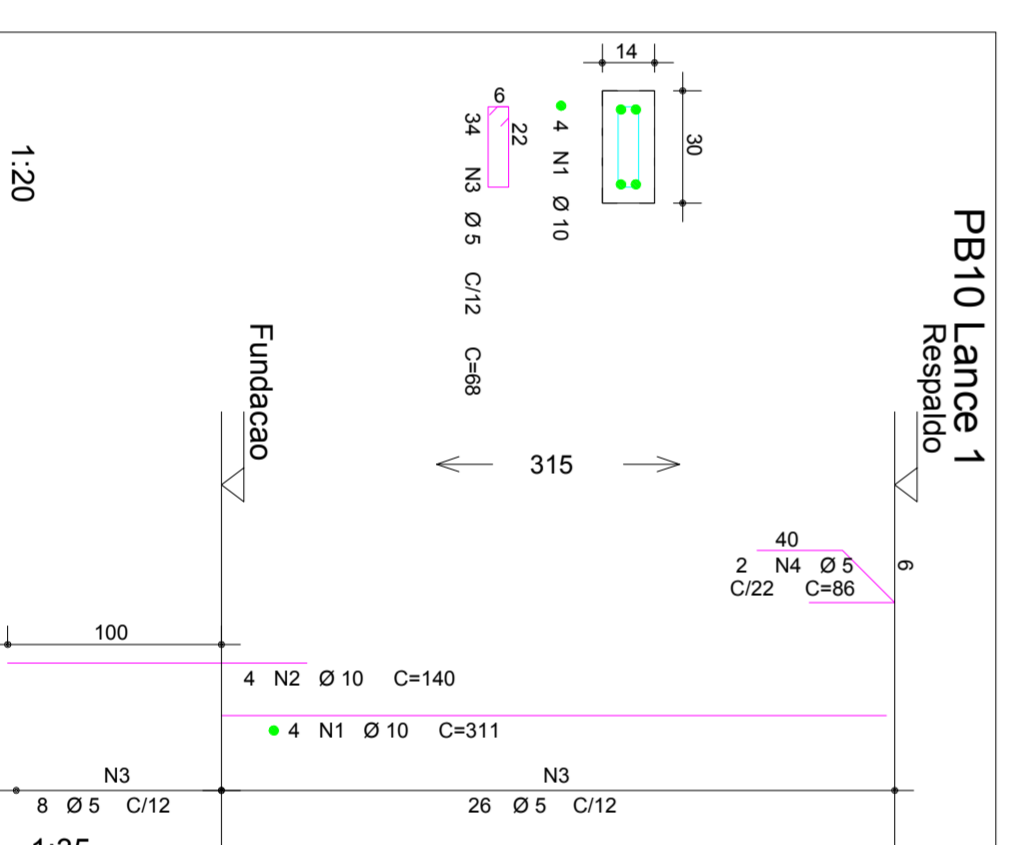 PB10 Lance 1
Respaldo
14
30
4 N1 Ø 10
6
22
34 N3 Ø 5 C/12 C=68
1:20
Fundacao
315
40
2 N4 Ø 5
C/22 C=86
6
100
4 N2 Ø 10 C=140
4 N1 Ø 10 C=311
N3
8 Ø 5 C/12
N3
26 Ø 5 C/12